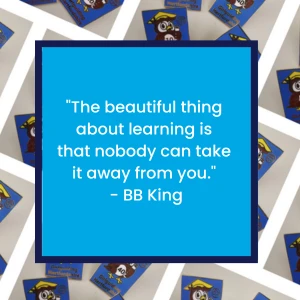 "The beautiful thing
about learning is
that nobody can take
it away from you."
- BB King